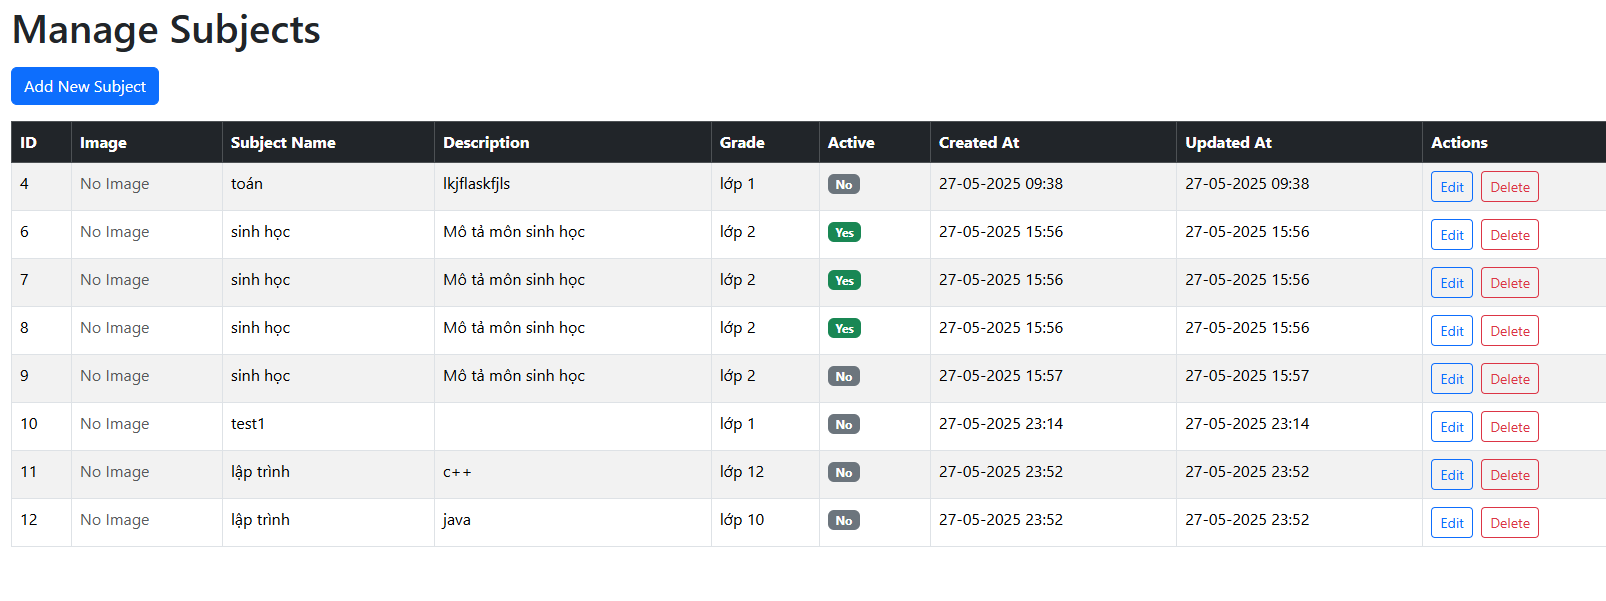 Manage Subjects
Add New Subject
ID Image Subject Name Description Grade Active Created At Updated At Actions
4 No Image toán lkjflaskfjls lớp 1 No 27-05-2025 09:38 27-05-2025 09:38 Edit Delete
6 No Image sinh học Mô tả môn sinh học lớp 2 Yes 27-05-2025 15:56 27-05-2025 15:56 Edit Delete
7 No Image sinh học Mô tả môn sinh học lớp 2 Yes 27-05-2025 15:56 27-05-2025 15:56 Edit Delete
8 No Image sinh học Mô tả môn sinh học lớp 2 Yes 27-05-2025 15:56 27-05-2025 15:56 Edit Delete
9 No Image sinh học Mô tả môn sinh học lớp 2 No 27-05-2025 15:57 27-05-2025 15:57 Edit Delete
10 No Image test1 lớp 1 No 27-05-2025 23:14 27-05-2025 23:14 Edit Delete
11 No Image lập trình c++ lớp 12 No 27-05-2025 23:52 27-05-2025 23:52 Edit Delete
12 No Image lập trình java lớp 10 No 27-05-2025 23:52 27-05-2025 23:52 Edit Delete